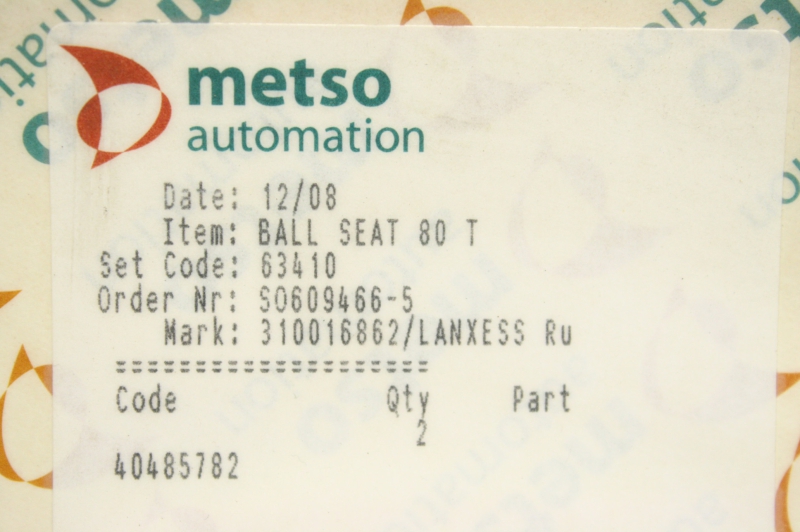 metso
automation
Date: 12/08
Item: BALL SEAT 80 T
Set Code: 63410
Order Nr: SO609466-5
Mark: 310016862/LANXESS Ru
====================
Code Qty Part
2
40485782